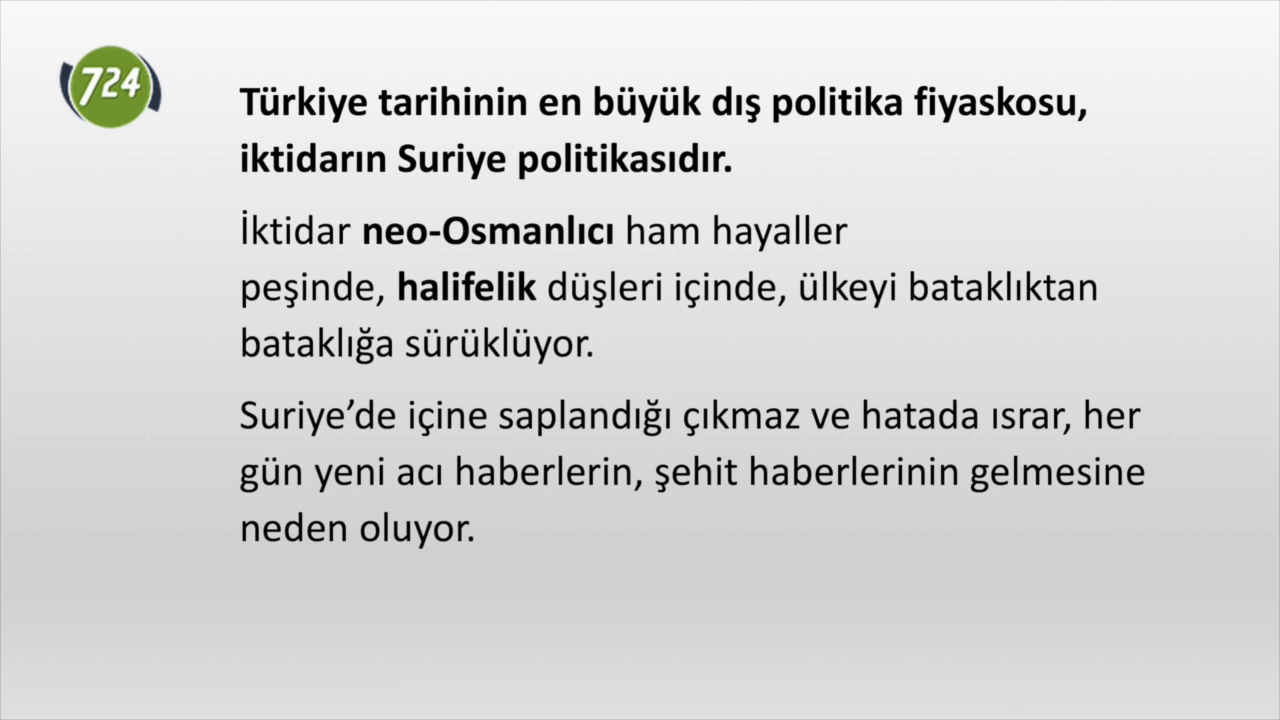 724
Türkiye tarihinin en büyük dış politika fiyaskosu,
iktidarın Suriye politikasıdır.
İktidar neo-Osmanlıcı ham hayaller
peşinde, halifelik düşleri içinde, ülkeyi bataklıktan
bataklığa sürüklüyor.
Suriye’de içine saplandığı çıkmaz ve hatada ısrar, her
gün yeni acı haberlerin, şehit haberlerinin gelmesine
neden oluyor.